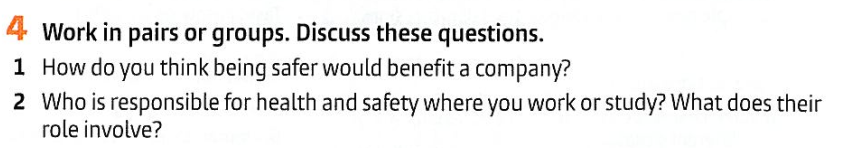 4 Work in pairs or groups. Discuss these questions.
1 How do you think being safer would benefit a company?
2 Who is responsible for health and safety where you work or study? What does their
role involve?